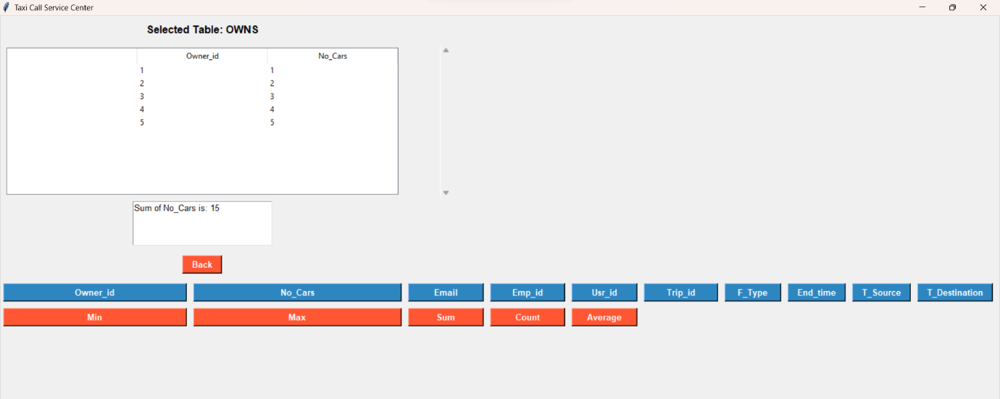 Taxi Call Service Center
Selected Table: OWNS
Owner_id No_Cars
1 1
2 2
3 3
4 4
5 5
Sum of No_Cars is: 15
Back
Owner_id No_Cars Email Emp_id Usr_id Trip_id F_Type End_time T_Source T_Destination
Min Max Sum Count Average